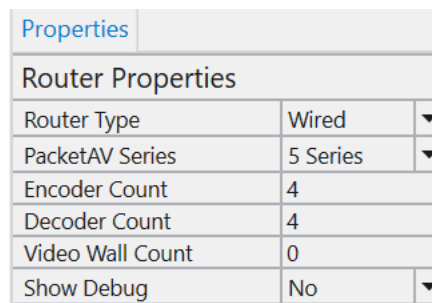 Properties
Router Properties
Router Type Wired
PacketAV Series 5 Series
Encoder Count 4
Decoder Count 4
Video Wall Count 0
Show Debug No